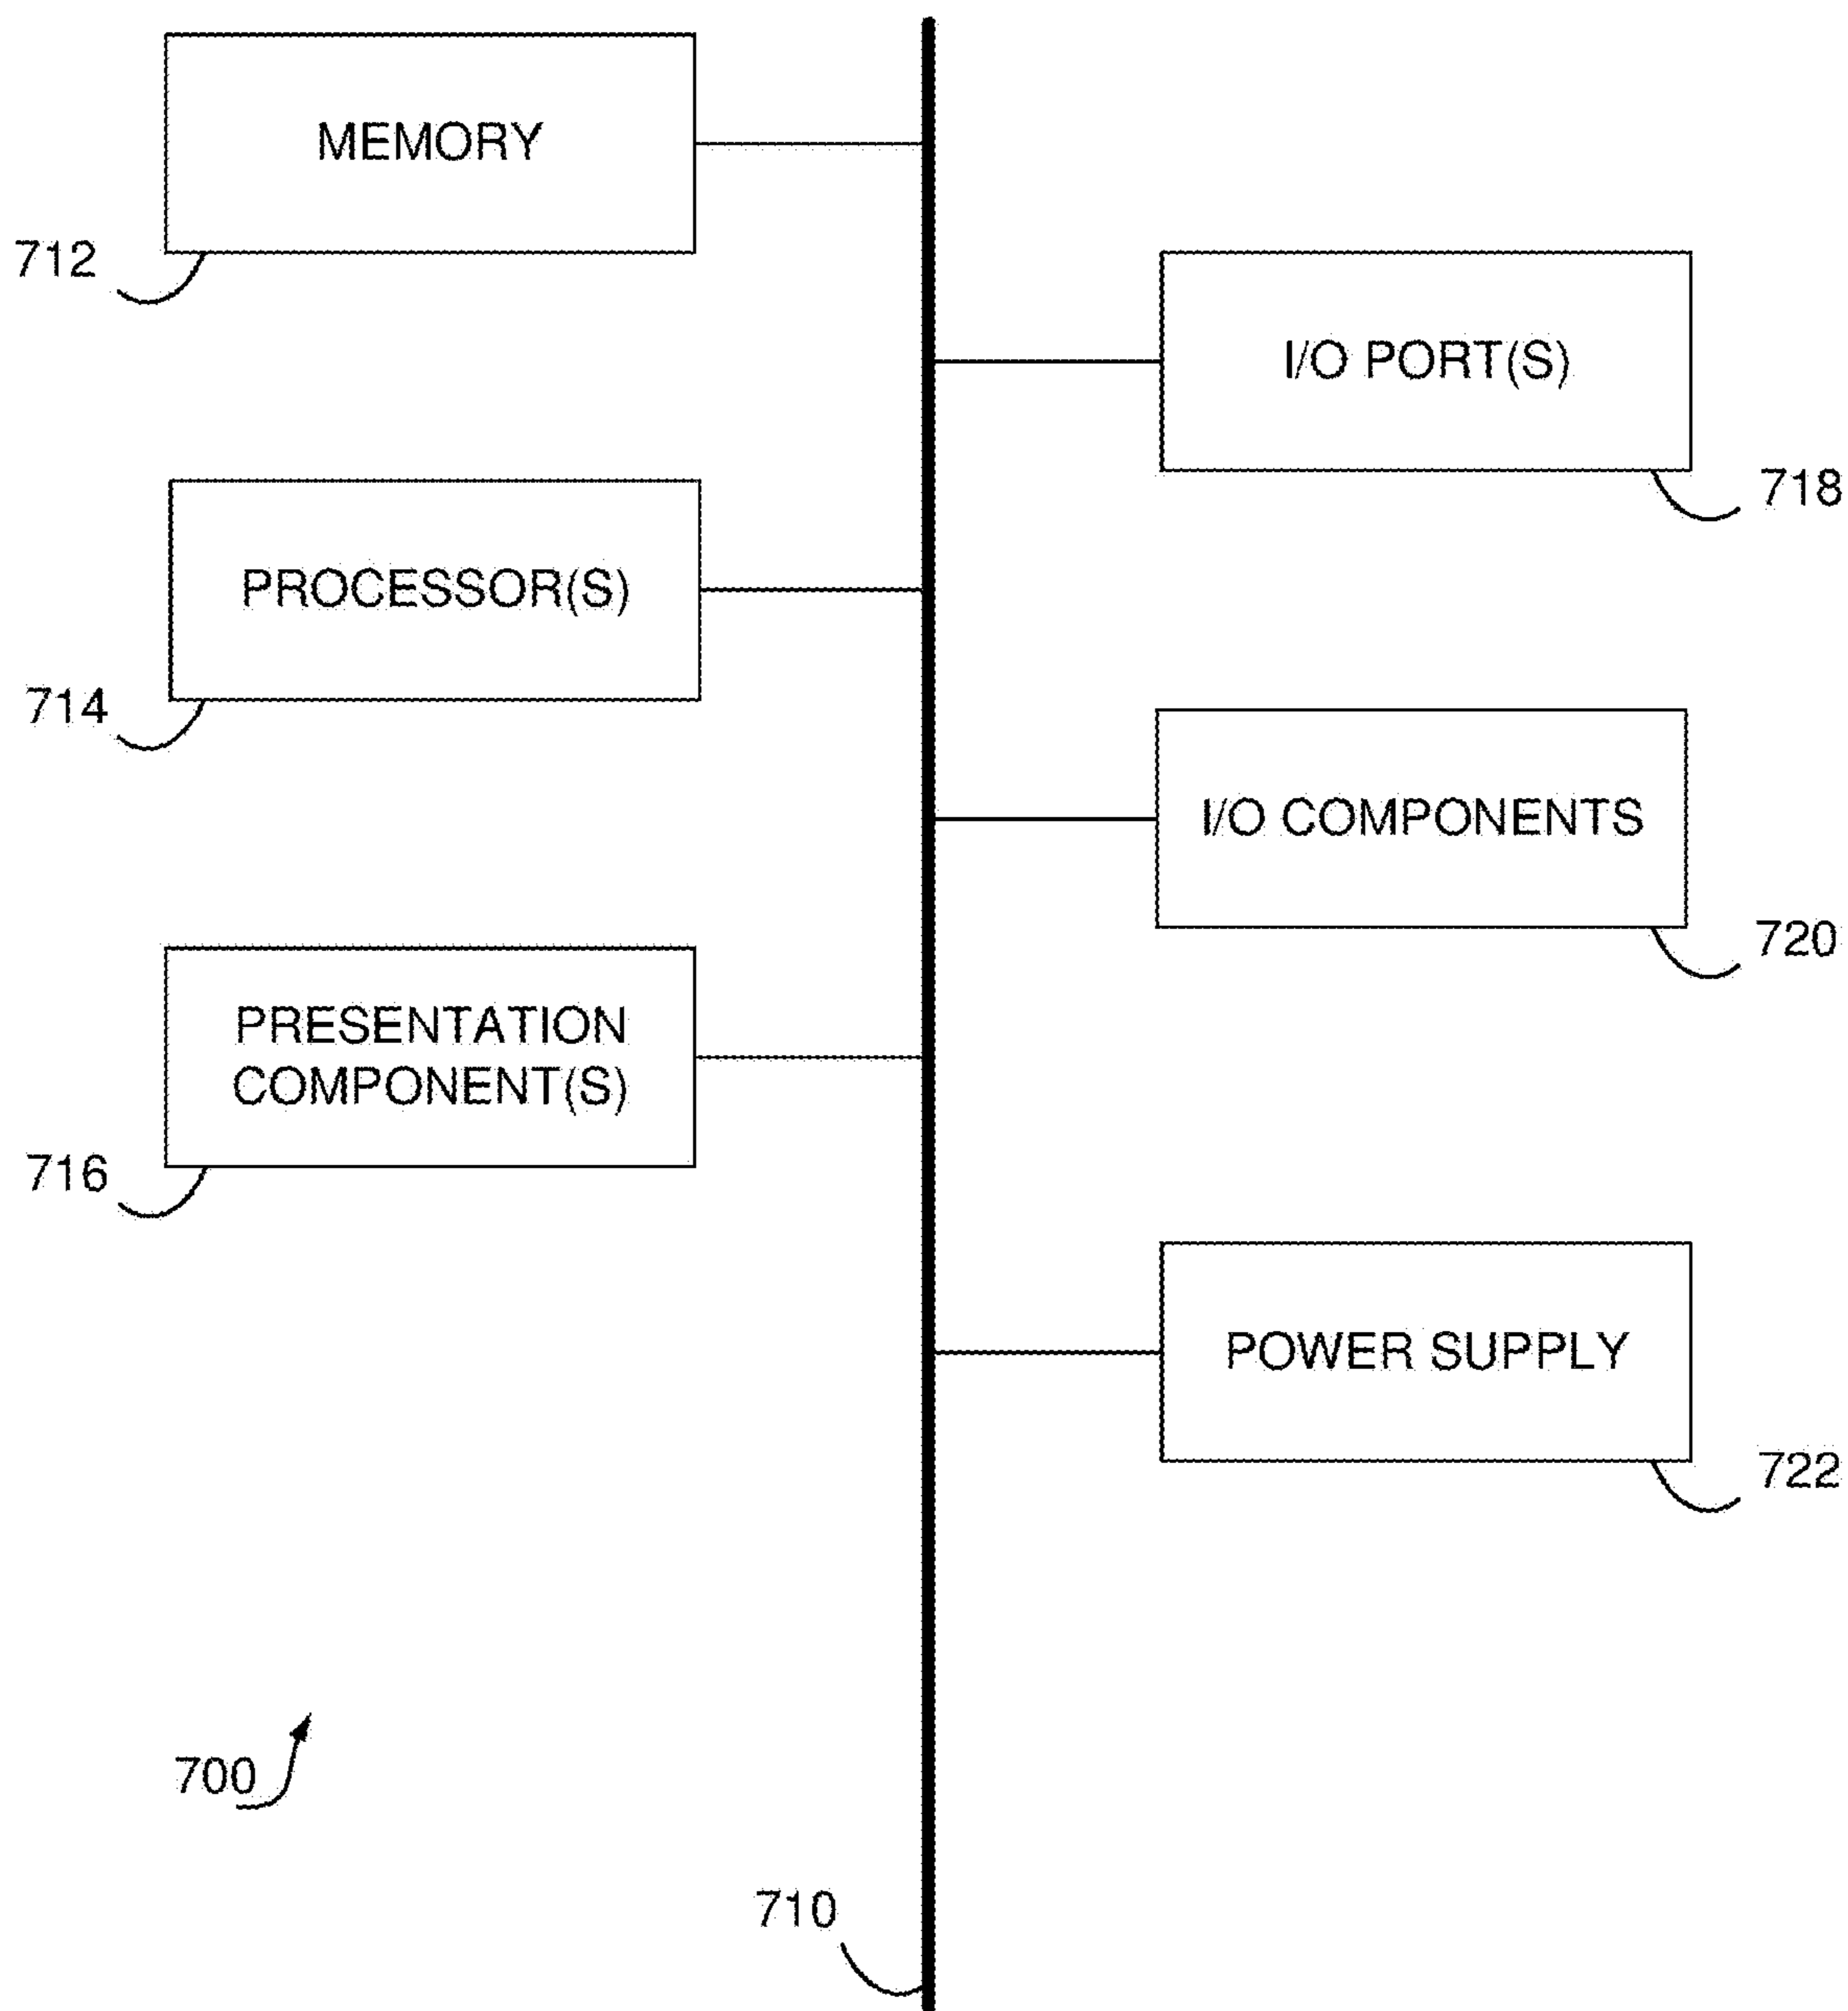 MEMORY
712
I/O PORT(S)
718
PROCESSOR(S)
714
I/O COMPONENTS
720
PRESENTATION
COMPONENT(S)
716
POWER SUPPLY
722
700
710